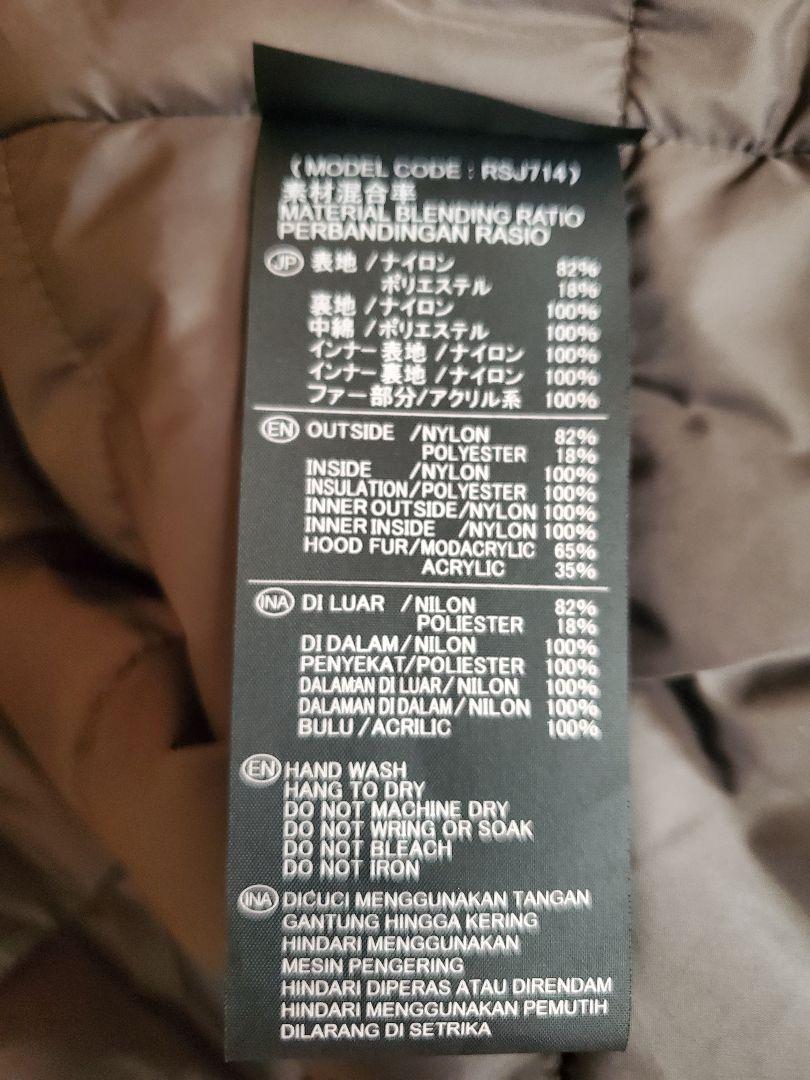 (MODEL CODE : RSJ714)
素材混合率
MATERIAL BLENDING RATIO
PERBANDINGAN RASIO
JP 表地 /ナイロン 82%
ポリエステル 18%
裏地 /ナイロン 100%
中綿 /ポリエステル 100%
インナー表地 /ナイロン 100%
インナー裏地 /ナイロン 100%
ファー部分/アクリル系 100%
EN OUTSIDE /NYLON 82%
POLYESTER 18%
INSIDE /NYLON 100%
INSULATION/POLYESTER 100%
INNER OUTSIDE/NYLON 100%
INNER INSIDE /NYLON 100%
HOOD FUR/MODACRYLIC 65%
ACRYLIC 35%
INA DI LUAR /NILON 82%
POLIESTER 18%
DI DALAM/NILON 100%
PENYEKAT/POLIESTER 100%
DALAMAN DI LUAR/NILON 100%
DALAMAN DI DALAM/NILON 100%
BULU/ACRILIC 100%
EN HAND WASH
HANG TO DRY
DO NOT MACHINE DRY
DO NOT WRING OR SOAK
DO NOT BLEACH
DO NOT IRON
INA DICUCI MENGGUNAKAN TANGAN
GANTUNG HINGGA KERING
HINDARI MENGGUNAKAN
MESIN PENGERING
HINDARI DIPERAS ATAU DIRENDAM
HINDARI MENGGUNAKAN PEMUTIH
DILARANG DI SETRIKA